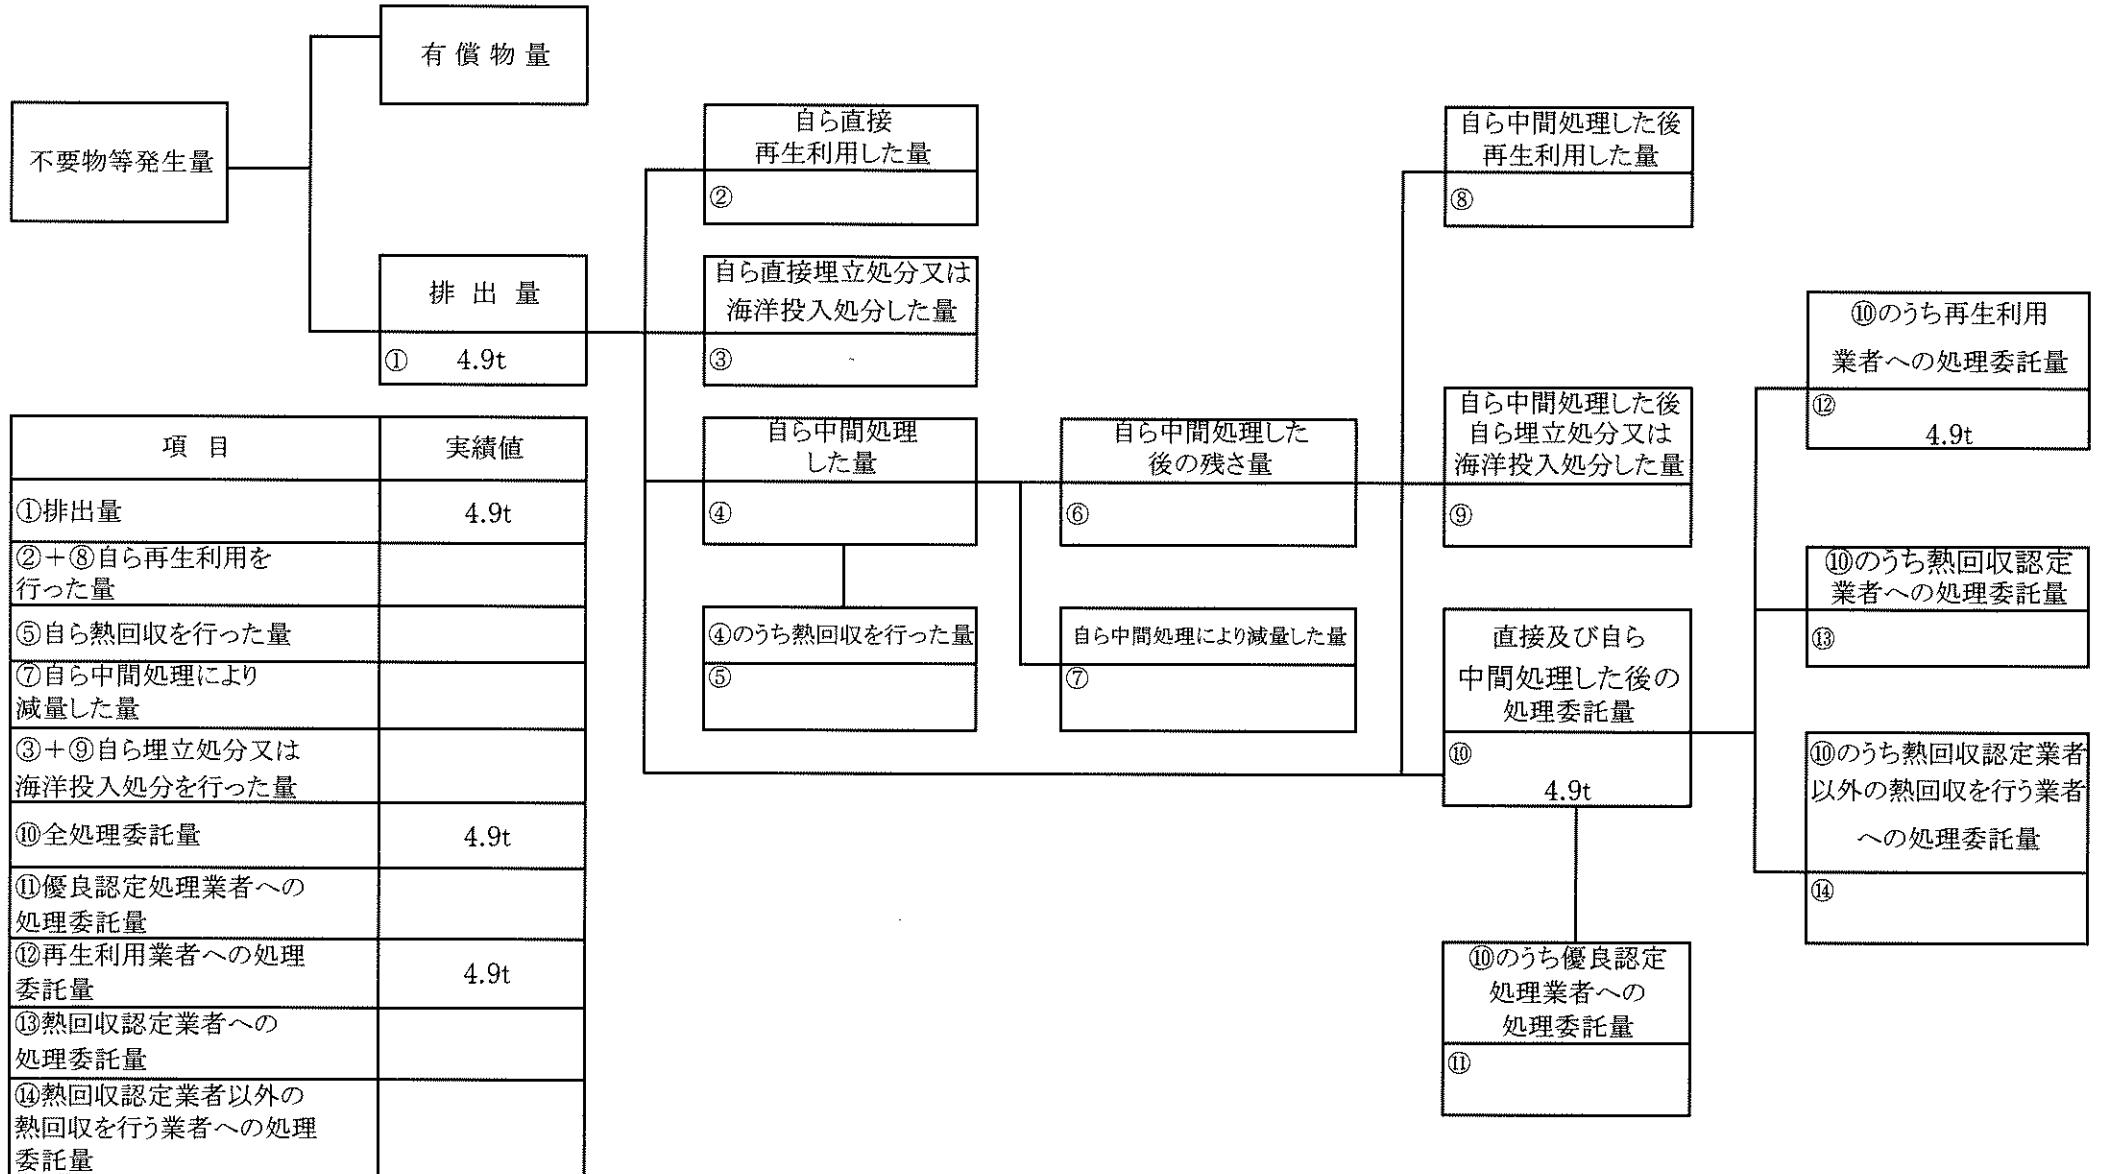 有償物量
不要物等発生量
排出量
① 4.9t
自ら直接
再生利用した量
②
自ら直接埋立処分又は
海洋投入処分した量
③
自ら中間処理
した量
④
④のうち熱回収を行った量
⑤
自ら中間処理した
後の残さ量
⑥
自ら中間処理により減量した量
⑦
自ら中間処理した後
再生利用した量
⑧
自ら中間処理した後
自ら埋立処分又は
海洋投入処分した量
⑨
直接及び自ら
中間処理した後の
処理委託量
⑩
4.9t
⑩のうち優良認定
処理業者への
処理委託量
⑪
⑩のうち再生利用
業者への処理委託量
⑫
4.9t
⑩のうち熱回収認定
業者への処理委託量
⑬
⑩のうち熱回収認定業者
以外の熱回収を行う業者
への処理委託量
⑭
項目 実績値
①排出量 4.9t
②+⑧自ら再生利用を
行った量
⑤自ら熱回収を行った量
⑦自ら中間処理により
減量した量
③+⑨自ら埋立処分又は
海洋投入処分を行った量
⑩全処理委託量 4.9t
⑪優良認定処理業者への
処理委託量
⑫再生利用業者への処理
委託量 4.9t
⑬熱回収認定業者への
処理委託量
⑭熱回収認定業者以外の
熱回収を行う業者への処理
委託量